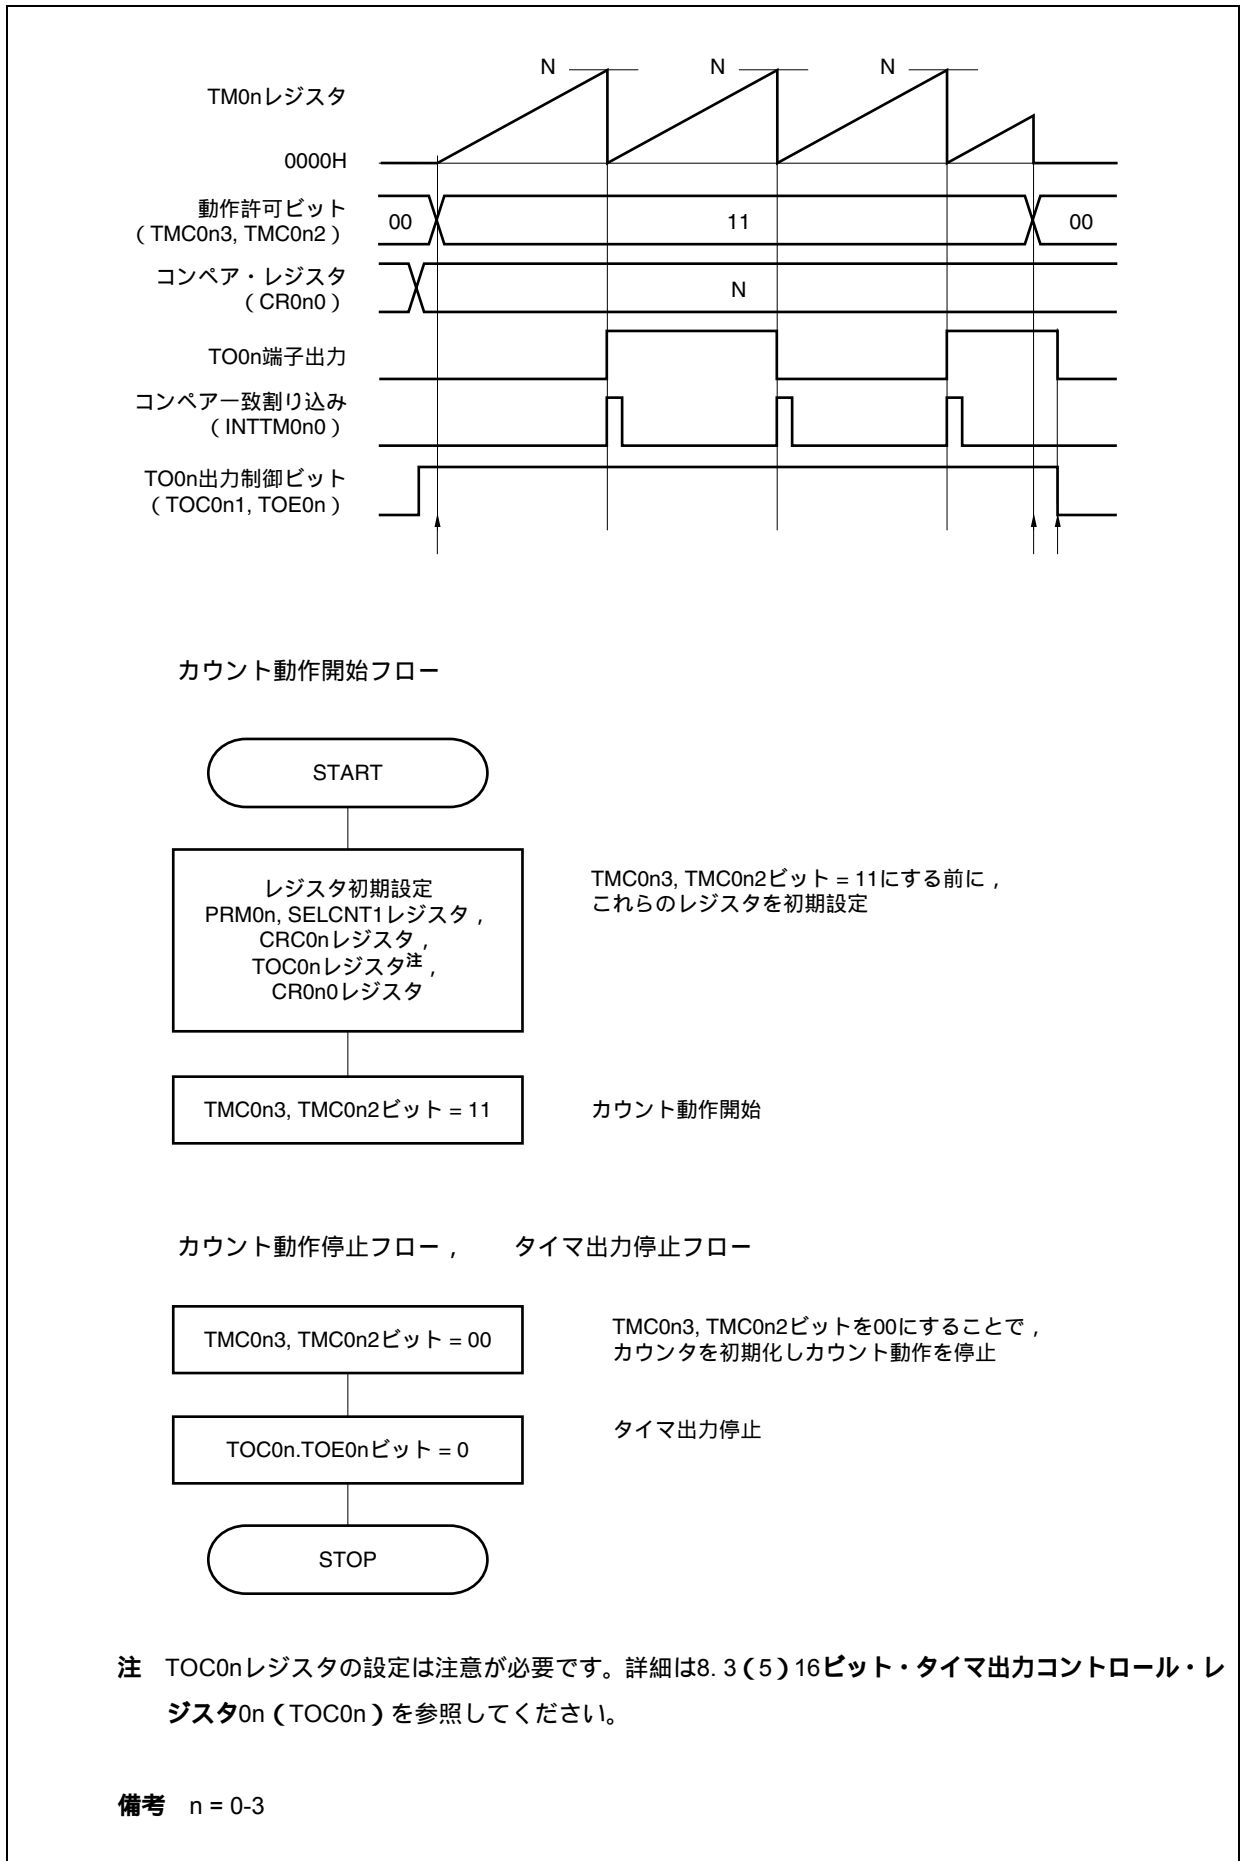 N N N
TM0nレジスタ
0000H
動作許可ビット
(TMC0n3, TMC0n2)
00 11 00
コンペア・レジスタ
(CR0n0)
N
TO0n端子出力
コンペア一致割り込み
(INTTM0n0)
TO0n出力制御ビット
(TOC0n1, TOE0n)
カウント動作開始フロー
START
レジスタ初期設定
PRM0n, SELCNT1レジスタ,
CRC0nレジスタ,
TOC0nレジスタ注,
CR0n0レジスタ
TMC0n3, TMC0n2ビット = 11にする前に,
これらのレジスタを初期設定
TMC0n3, TMC0n2ビット = 11
カウント動作開始
カウント動作停止フロー, タイマ出力停止フロー
TMC0n3, TMC0n2ビット = 00
TMC0n3, TMC0n2ビットを00にすることで,
カウンタを初期化しカウント動作を停止
TOC0n.TOE0nビット = 0
タイマ出力停止
STOP
注 TOC0nレジスタの設定は注意が必要です。詳細は8. 3(5)16ビット・タイマ出力コントロール・レ
ジスタ0n(TOC0n)を参照してください。
備考 n = 0-3